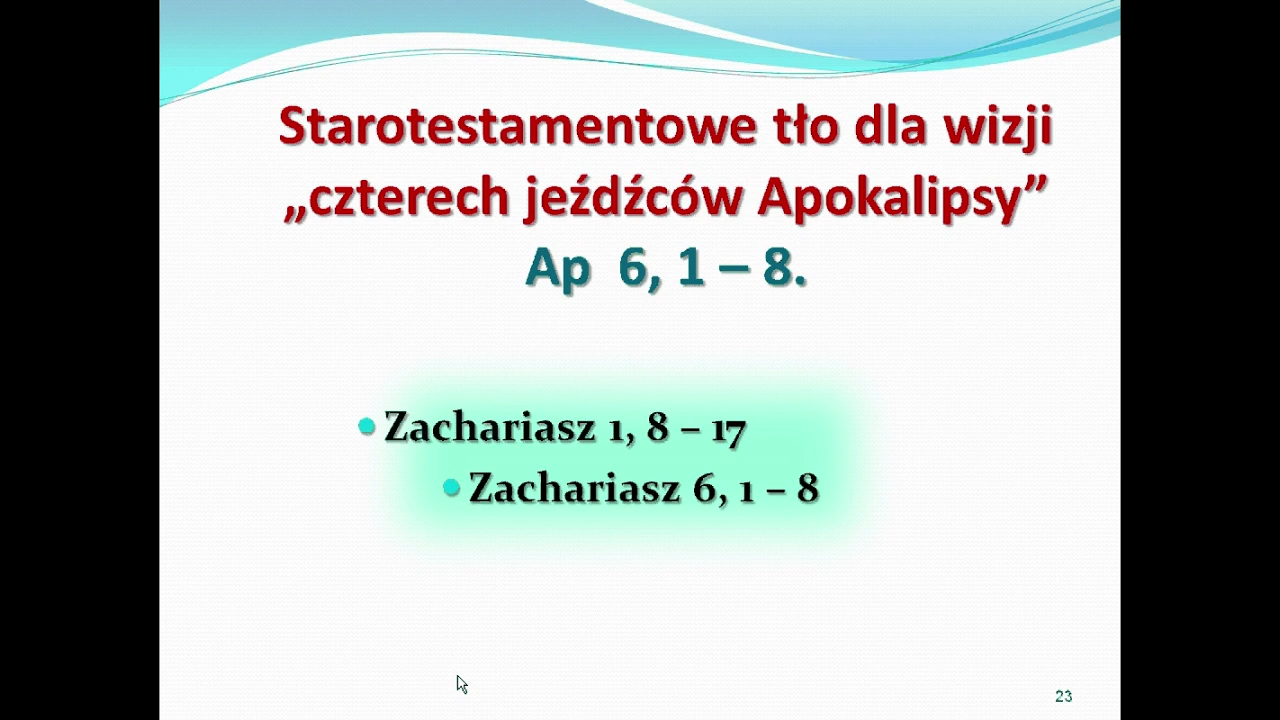 Starotestamentowe tło dla wizji
„czterech jeźdźców Apokalipsy”
Ap 6, 1 – 8.
Zachariasz 1, 8 – 17
Zachariasz 6, 1 – 8
23